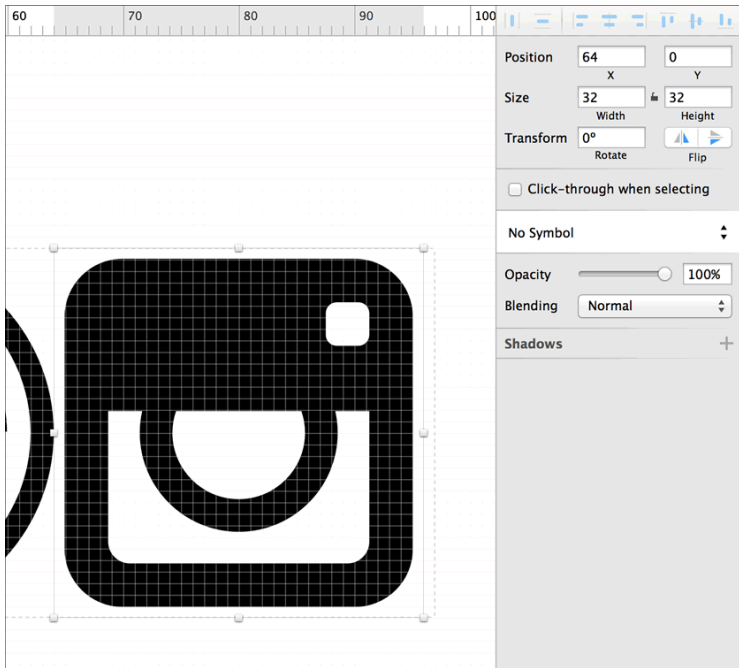 60 70 80 90 100
Position 64 0
X Y
Size 32 32
Width Height
Transform 0º
Rotate Flip
Click-through when selecting
No Symbol
Opacity 100%
Blending Normal
Shadows